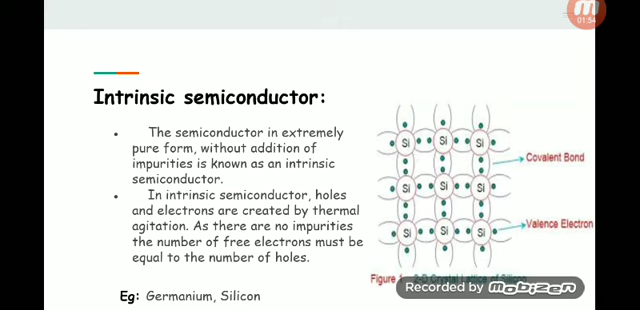 01:54
Intrinsic semiconductor:
• The semiconductor in extremely
pure form, without addition of
impurities is known as an intrinsic
semiconductor.
• In intrinsic semiconductor, holes
and electrons are created by thermal
agitation. As there are no impurities
the number of free electrons must be
equal to the number of holes.
Eg: Germanium, Silicon
Si Si Si
Covalent Bond
Si Si Si
Valence Electron
Si Si Si
Figure 1 2-D Crystal Lattice of Silicon
Recorded by mobizen